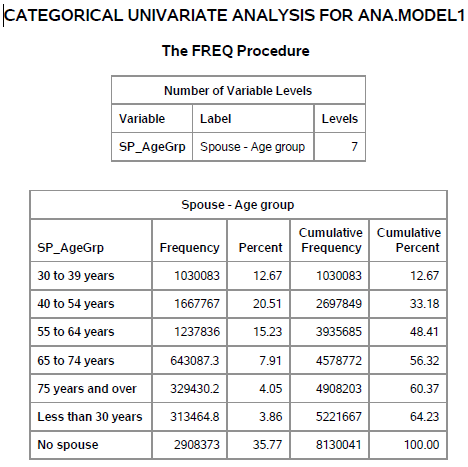 CATEGORICAL UNIVARIATE ANALYSIS FOR ANA.MODEL1
The FREQ Procedure
Number of Variable Levels
Variable Label Levels
SP_AgeGrp Spouse - Age group 7
Spouse - Age group
SP_AgeGrp Frequency Percent Cumulative Frequency Cumulative Percent
30 to 39 years 1030083 12.67 1030083 12.67
40 to 54 years 1667767 20.51 2697849 33.18
55 to 64 years 1237836 15.23 3935685 48.41
65 to 74 years 643087.3 7.91 4578772 56.32
75 years and over 329430.2 4.05 4908203 60.37
Less than 30 years 313464.8 3.86 5221667 64.23
No spouse 2908373 35.77 8130041 100.00